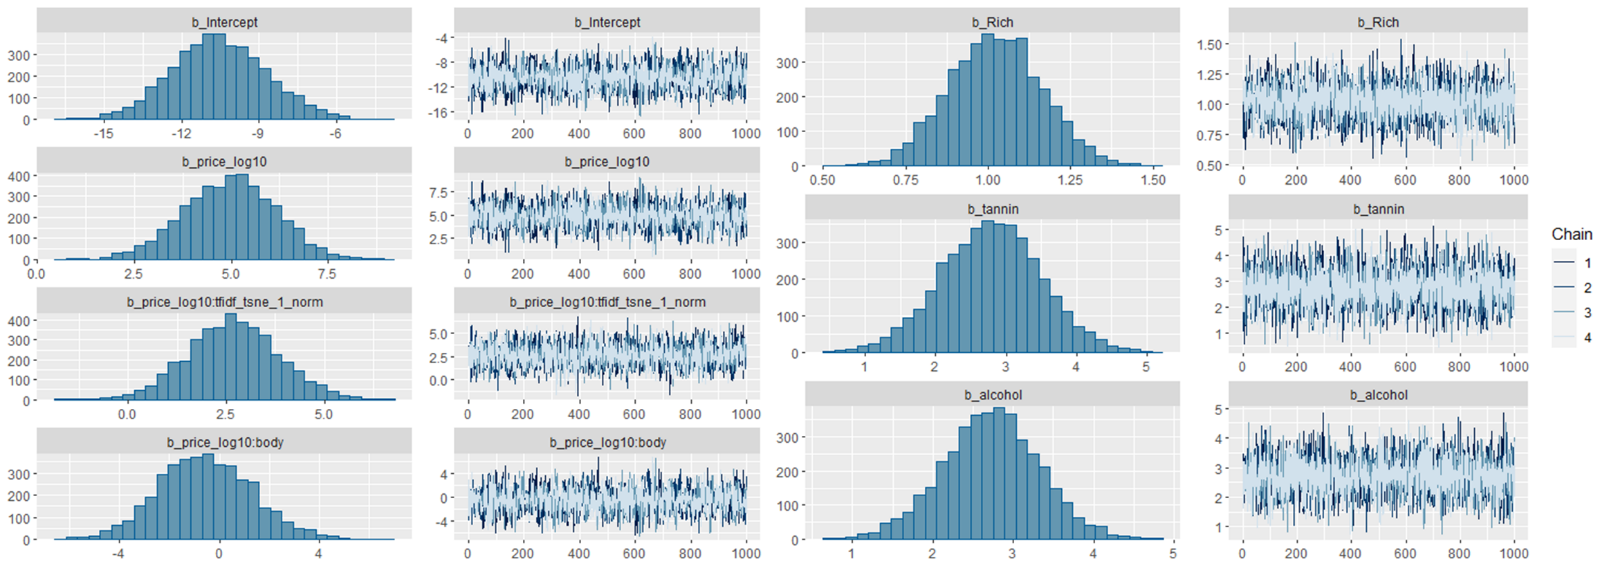 b_Intercept
300
200
100
0
-15 -12 -9 -6
b_price_log10
400
300
200
100
0
0.0 2.5 5.0 7.5
b_price_log10:tfidf_tsne_1_norm
400
300
200
100
0
0.0 2.5 5.0
b_price_log10:body
300
200
100
0
-4 0 4
b_Intercept
-4
-8
-12
-16
0 200 400 600 800 1000
b_price_log10
7.5
5.0
2.5
0 200 400 600 800 1000
b_price_log10:tfidf_tsne_1_norm
5.0
2.5
0.0
0 200 400 600 800 1000
b_price_log10:body
4
0
-4
0 200 400 600 800 1000
b_Rich
300
200
100
0
0.50 0.75 1.00 1.25 1.50
b_tannin
300
200
100
0
1 2 3 4 5
b_alcohol
300
200
100
0
1 2 3 4 5
b_Rich
1.50
1.25
1.00
0.75
0.50
0 200 400 600 800 1000
b_tannin
5
4
3
2
1
0 200 400 600 800 1000
b_alcohol
5
4
3
2
1
0 200 400 600 800 1000
Chain
1
2
3
4